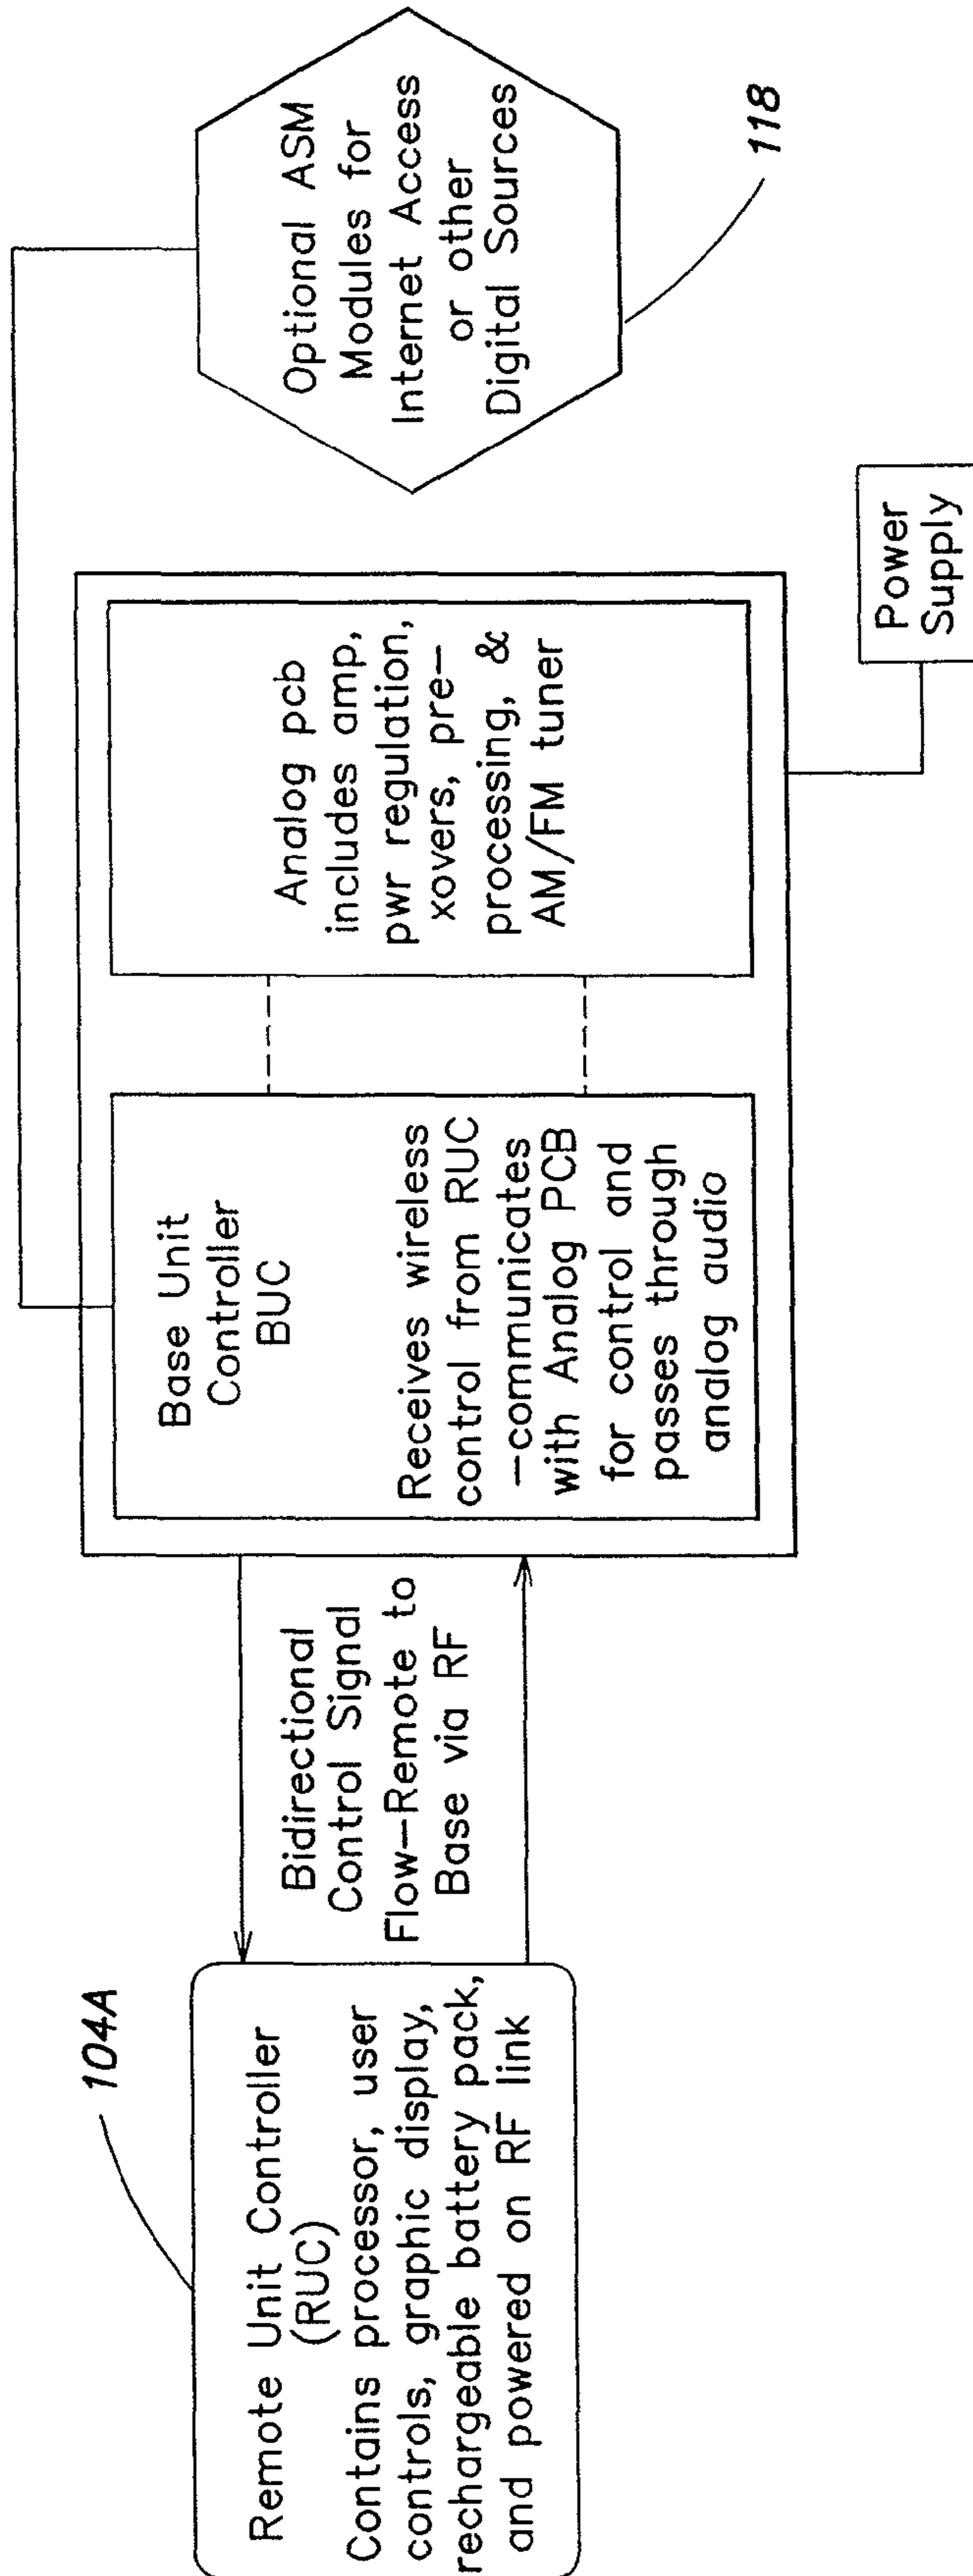 104A
Remote Unit Controller
(RUC)
Contains processor, user
controls, graphic display,
rechargeable battery pack,
and powered on RF link
Bidirectional
Control Signal
Flow-Remote to
Base via RF
Base Unit
Controller
BUC
Receives wireless
control from RUC
-communicates
with Analog PCB
for control and
passes through
analog audio
Analog pcb
includes amp,
pwr regulation,
xovers, pre-
processing, &
AM/FM tuner
Power
Supply
Optional ASM
Modules for
Internet Access
or other
Digital Sources
118